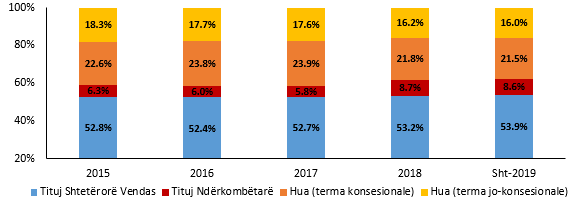 100%
18.3% 17.7% 17.6% 16.2% 16.0%
80%
22.6% 23.8% 23.9% 21.8% 21.5%
60%
6.3% 6.0% 5.8% 8.7% 8.6%
40%
52.8% 52.4% 52.7% 53.2% 53.9%
20%
2015 2016 2017 2018 Sht-2019
Tituj Shtetërorë Vendas Tituj Ndërkombëtarë Hua (terma konsesionale) Hua (terma jo-konsesionale)